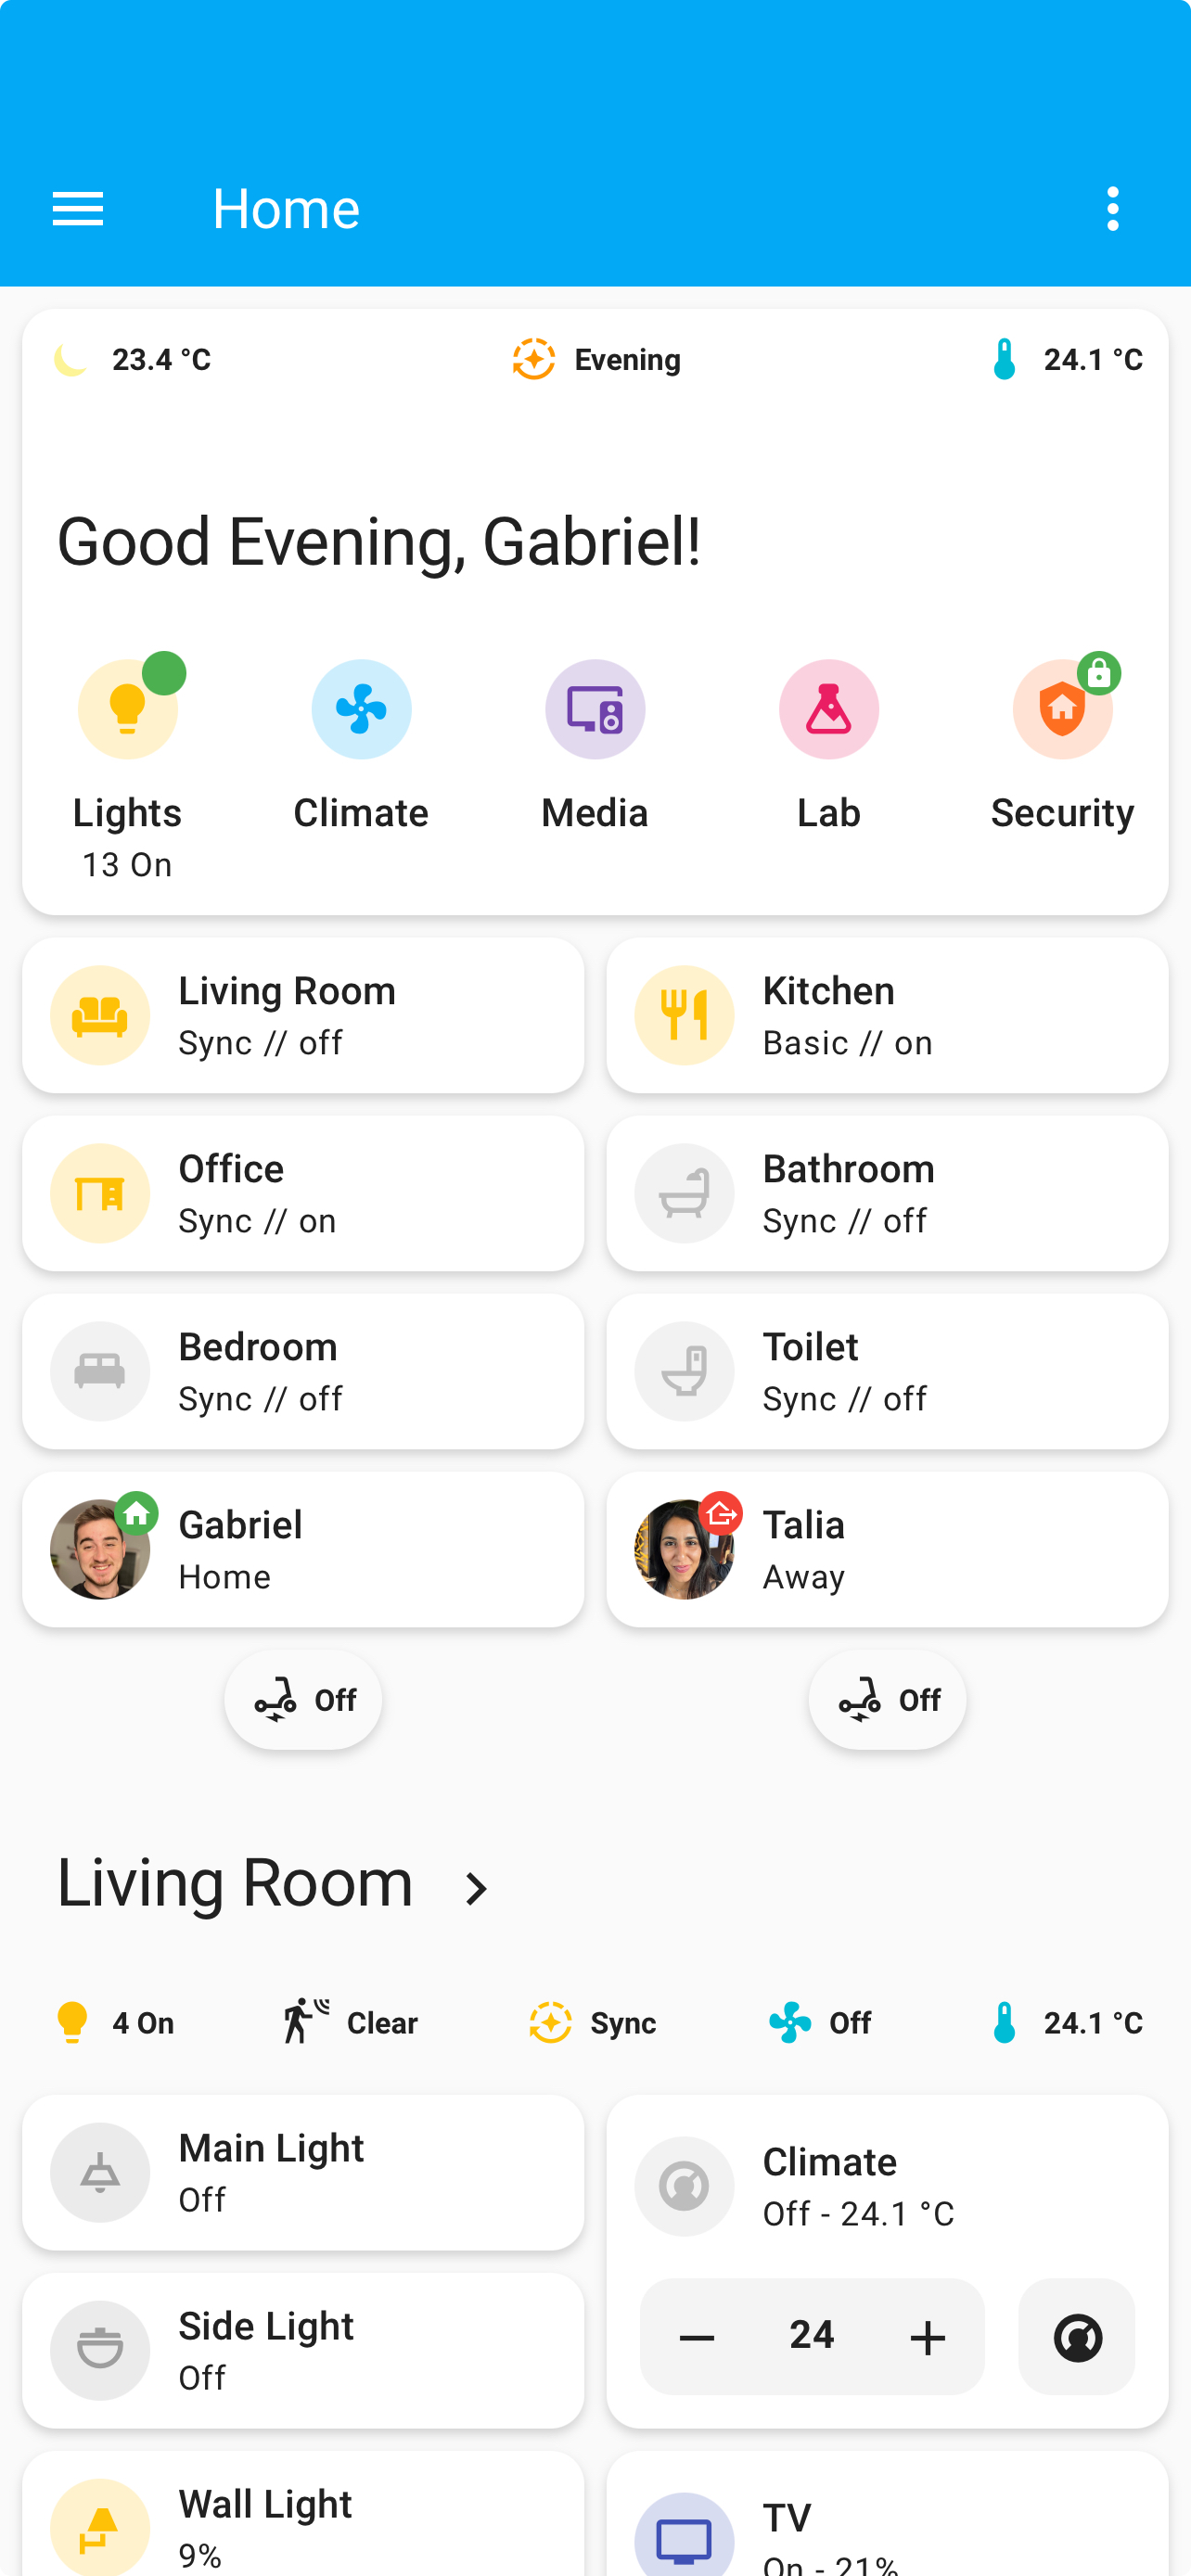 Home
23.4 °C
Evening
24.1 °C
Good Evening, Gabriel!
Lights
13 On
Climate
Media
Lab
Security
Living Room
Sync // off
Kitchen
Basic // on
Office
Sync // on
Bathroom
Sync // off
Bedroom
Sync // off
Toilet
Sync // off
Gabriel
Home
Talia
Away
Off
Off
Living Room
4 On
Clear
Sync
Off
24.1 °C
Main Light
Off
Climate
Off - 24.1 °C
24
Side Light
Off
Wall Light
9%
TV
On - 21%